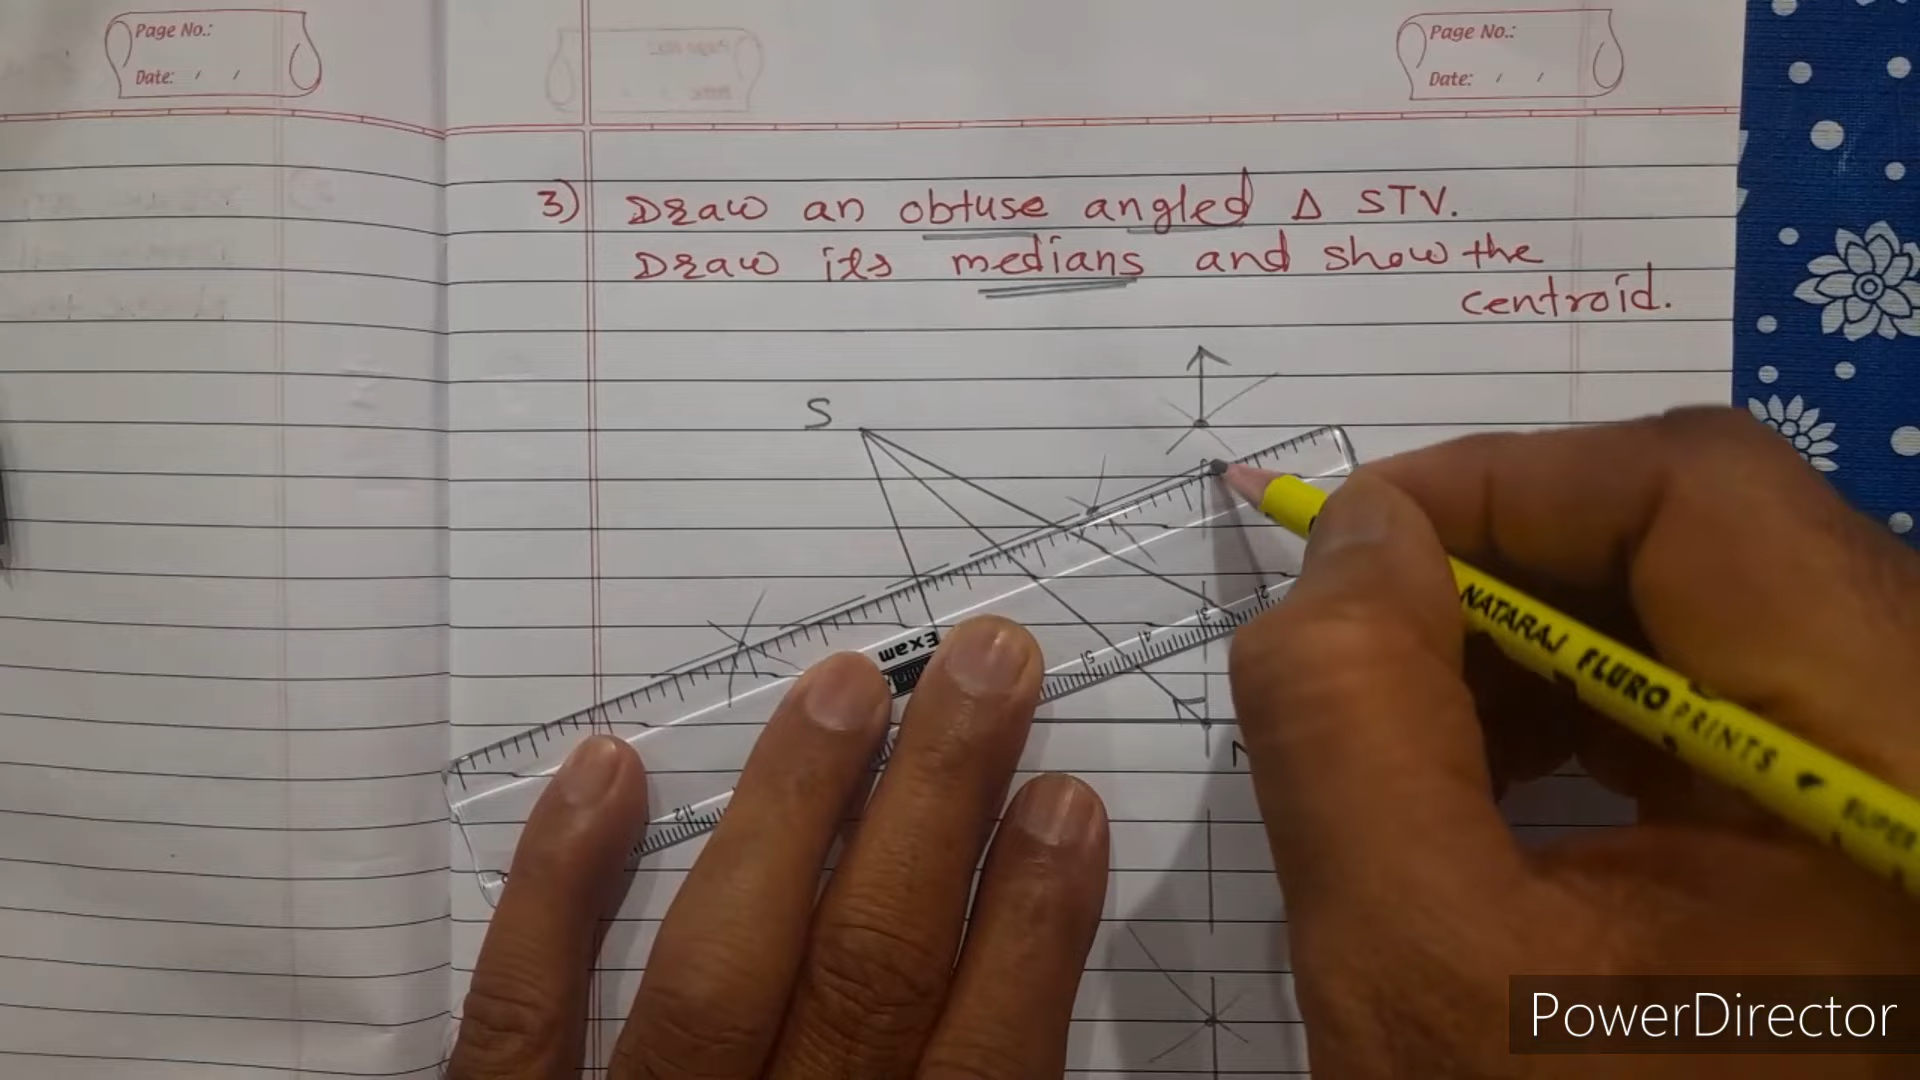 Page No.:
Date: / /
Page No.:
Date: / /
3) Draw an obtuse angled Δ STV.
Draw its medians and show the
centroid.
S
Exam
NATARAJ FLURO PRINTS SUPER
PowerDirector